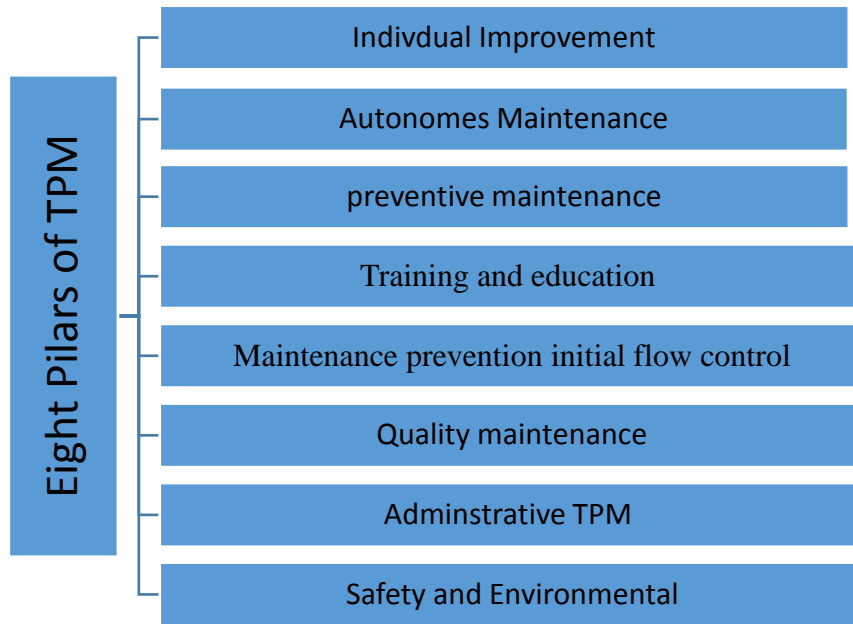 Eight Pilars of TPM
Indivdual Improvement
Autonomes Maintenance
preventive maintenance
Training and education
Maintenance prevention initial flow control
Quality maintenance
Adminstrative TPM
Safety and Environmental